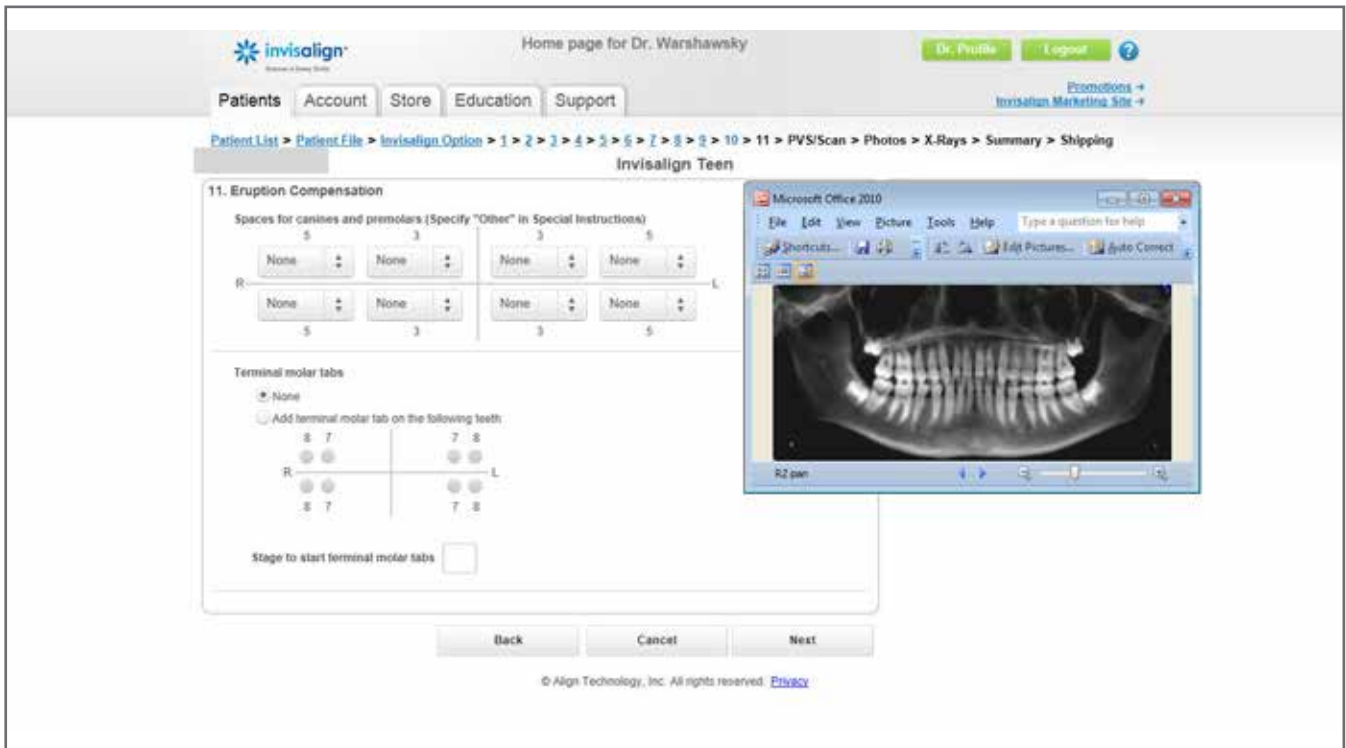 invisalign
Home page for Dr. Warshawsky
Dr. Profile
Logout
?
Promotions →
Invisalign Marketing Site →
Patients
Account
Store
Education
Support
Patient List > Patient File > Invisalign Option > 1 > 2 > 3 > 4 > 5 > 6 > 7 > 8 > 9 > 10 > 11 > PVS/Scan > Photos > X-Rays > Summary > Shipping
Invisalign Teen
11. Eruption Compensation
Spaces for canines and premolars (Specify "Other" in Special Instructions)
5 3 3 5
None None None None
R L
None None None None
5 3 3 5
Terminal molar tabs
None
Add terminal molar tab on the following teeth
8 7 7 8
R L
8 7 7 8
Stage to start terminal molar tabs
Back
Cancel
Next
© Align Technology, Inc. All rights reserved. Privacy
Microsoft Office 2010
File Edit View Picture Tools Help Type a question for help
Shortcuts... Edit Pictures... Auto Correct
RZ pan